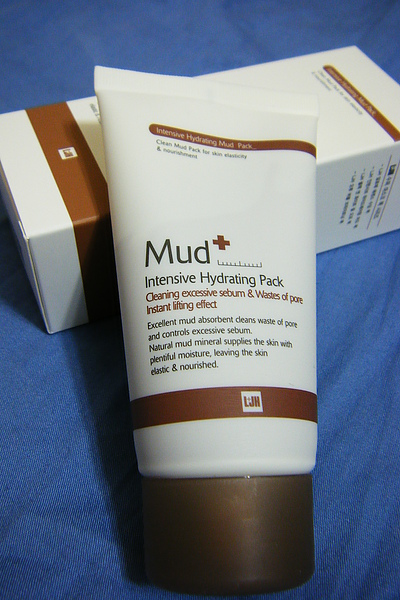 Intensive Hydrating Mud Pack...
Clean Mud Pack for skin elasticity
& nourishment
Mud+
Intensive Hydrating Pack
Cleaning excessive sebum & Wastes of pore
Instant lifting effect
Excellent mud absorbent cleans waste of pore
and controls excessive sebum.
Natural mud mineral supplies the skin with
plentiful moisture, leaving the skin
elastic & nourished.
LJH
LJH